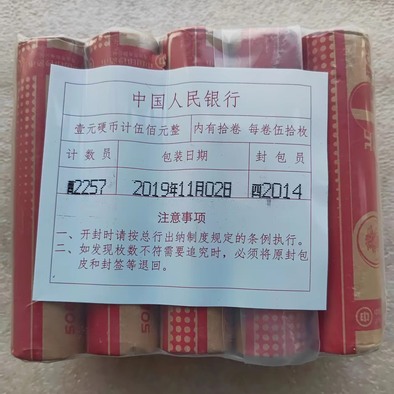 中国人民银行
壹元硬币计伍佰元整 内有拾卷 每卷伍拾枚
计数员 包装日期 封包员
2257 2019年11月02日 四2014
注意事项
一、开封时请按总行出纳制度规定的条例执行。
二、如发现枚数不符需要追究时,必须将原封包
皮和封签等退回。